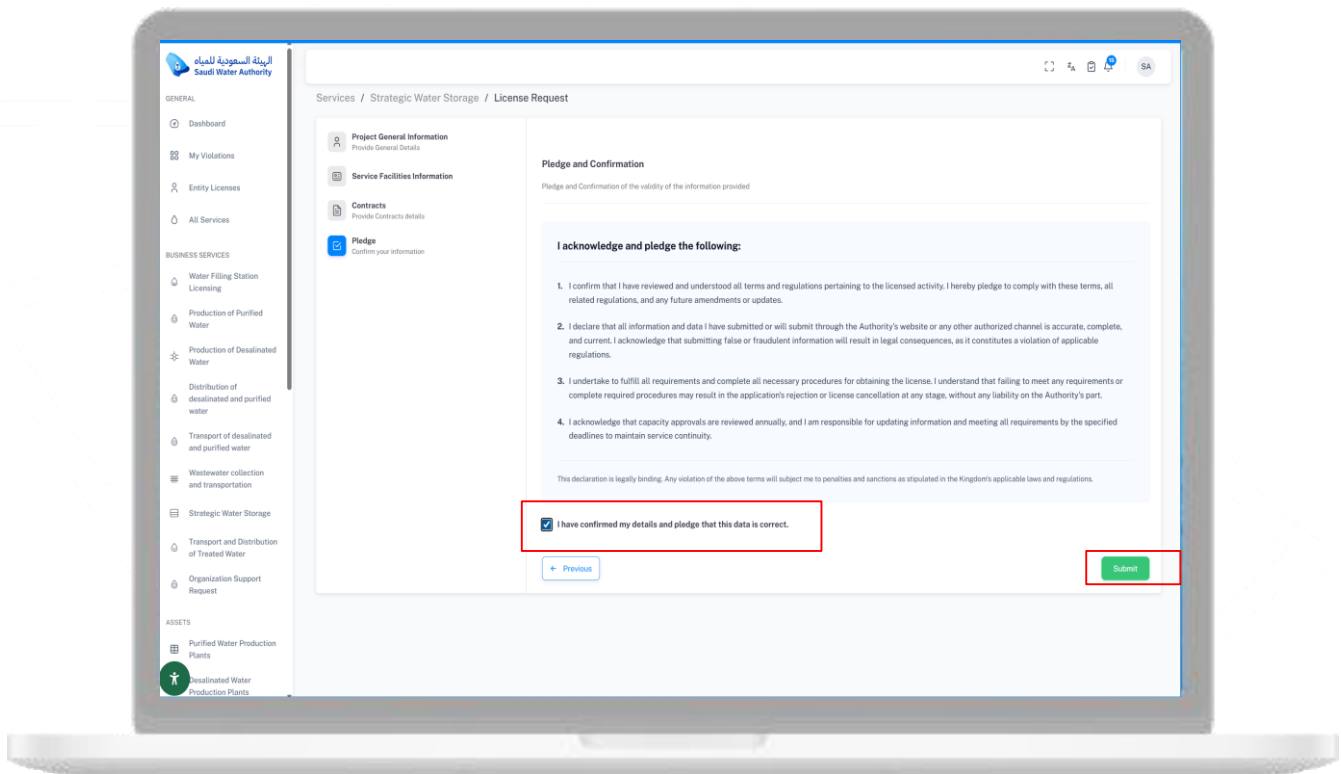 الهيئة السعودية للمياه
Saudi Water Authority
GENERAL
Dashboard
My Violations
Entity Licenses
All Services
BUSINESS SERVICES
Water Filling Station
Licensing
Production of Purified
Water
Production of Desalinated
Water
Distribution of
desalinated and purified
water
Transport of desalinated
and purified water
Wastewater collection
and transportation
Strategic Water Storage
Transport and Distribution
of Treated Water
Organization Support
Request
ASSETS
Purified Water Production
Plants
Desalinated Water
Production Plants
SA
Services / Strategic Water Storage / License Request
Project General Information
Provide General Details
Service Facilities Information
Contracts
Provide Contracts details
Pledge
Confirm your information
Pledge and Confirmation
Pledge and Confirmation of the validity of the information provided
I acknowledge and pledge the following:
1. I confirm that I have reviewed and understood all terms and regulations pertaining to the licensed activity. I hereby pledge to comply with these terms, all
related regulations, and any future amendments or updates.
2. I declare that all information and data I have submitted or will submit through the Authority's website or any other authorized channel is accurate, complete,
and current. I acknowledge that submitting false or fraudulent information will result in legal consequences, as it constitutes a violation of applicable
regulations.
3. I undertake to fulfill all requirements and complete all necessary procedures for obtaining the license. I understand that failing to meet any requirements or
complete required procedures may result in the application's rejection or license cancellation at any stage, without any liability on the Authority's part.
4. I acknowledge that capacity approvals are reviewed annually, and I am responsible for updating information and meeting all requirements by the specified
deadlines to maintain service continuity.
This declaration is legally binding. Any violation of the above terms will subject me to penalties and sanctions as stipulated in the Kingdom's applicable laws and regulations.
I have confirmed my details and pledge that this data is correct.
← Previous
Submit